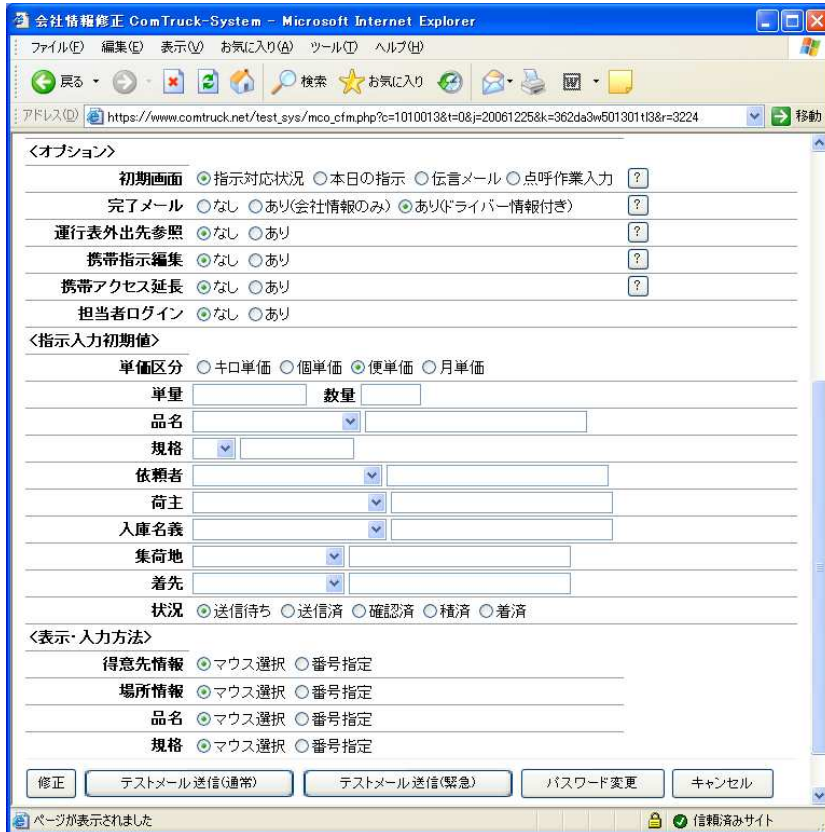 会社情報修正 ComTruck-System - Microsoft Internet Explorer
ファイル(F) 編集(E) 表示(V) お気に入り(A) ツール(T) ヘルプ(H)
戻る 検索 お気に入り
アドレス(D) https://www.comtruck.net/test_sys/mco_cfm.php?c=1010013&t=0&j=20061225&k=362da3w501301tl3&r=3224 移動
<オプション>
初期画面 指示対応状況 本日の指示 伝言メール 点呼作業入力 ?
完了メール なし あり(会社情報のみ) あり(ドライバー情報付き) ?
運行表外出先参照 なし あり ?
携帯指示編集 なし あり ?
携帯アクセス延長 なし あり ?
担当者ログイン なし あり
<指示入力初期値>
単価区分 キロ単価 個単価 便単価 月単価
単量 数量
品名
規格
依頼者
荷主
入庫名義
集荷地
着先
状況 送信待ち 送信済 確認済 積済 着済
<表示・入力方法>
得意先情報 マウス選択 番号指定
場所情報 マウス選択 番号指定
品名 マウス選択 番号指定
規格 マウス選択 番号指定
修正 テストメール送信(通常) テストメール送信(緊急) パスワード変更 キャンセル
ページが表示されました 信頼済みサイト